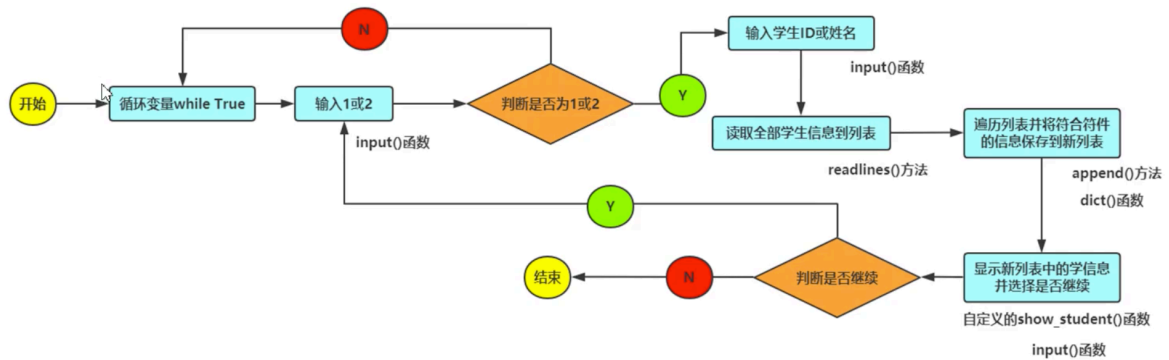 N
输入学生ID或姓名
input()函数
开始
循环变量while True
输入1或2
判断是否为1或2
Y
input()函数
读取全部学生信息到列表
readlines()方法
遍历列表并将符符件
的信息保存到新列表
append()方法
dict()函数
Y
结束
N
判断是否继续
显示新列表中的学信息
并选择是否继续
自定义的show_student()函数
input()函数